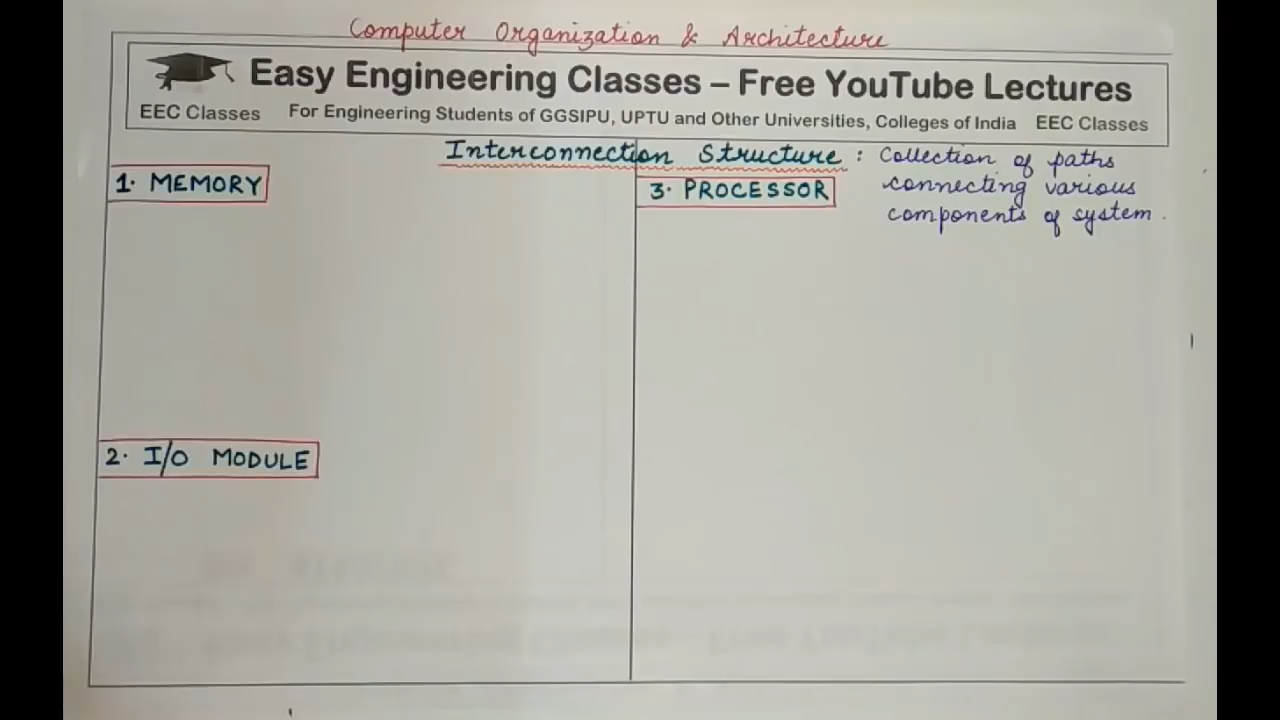 Computer Organization & Architecture
Easy Engineering Classes – Free YouTube Lectures
EEC Classes For Engineering Students of GGSIPU, UPTU and Other Universities, Colleges of India EEC Classes
Interconnection Structure : Collection of paths
connecting various
components of system.
1. MEMORY
2. I/O MODULE
3. PROCESSOR